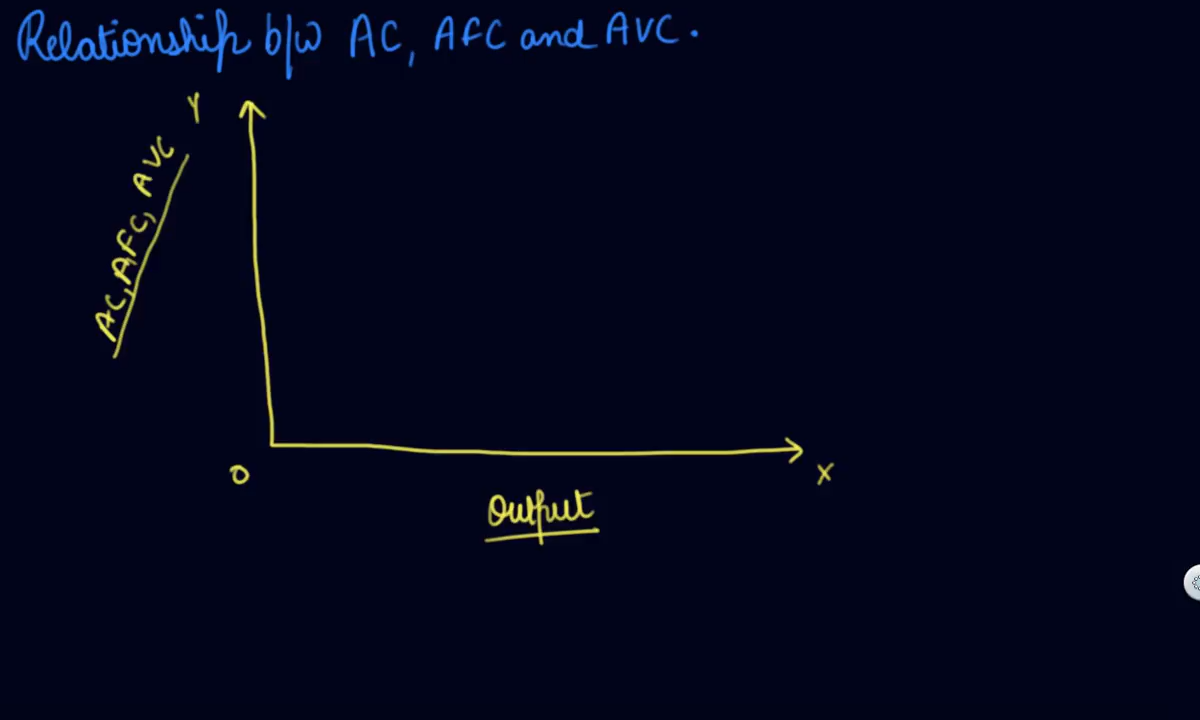 Relationship b/w AC, AFC and AVC.
Y
AC, AFC, AVC
O
X
Output